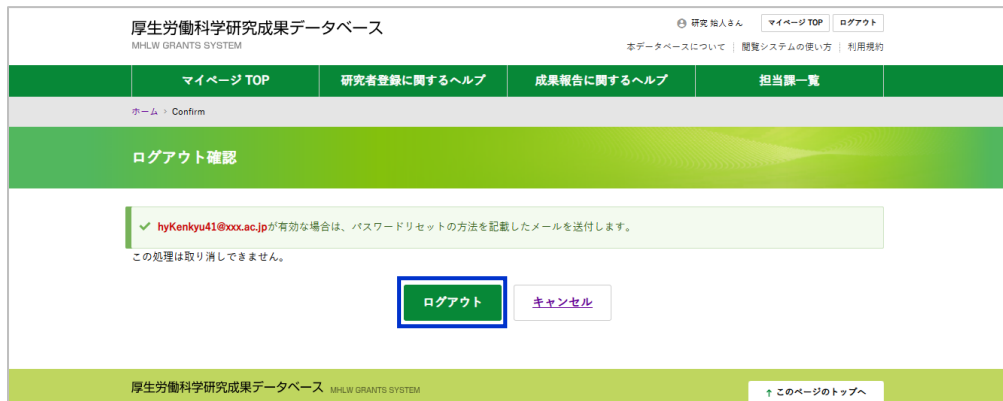 厚生労働科学研究成果データベース
MHLW GRANTS SYSTEM
研究 始人さん マイページ TOP ログアウト
本データベースについて | 閲覧システムの使い方 | 利用規約
マイページ TOP 研究者登録に関するヘルプ 成果報告に関するヘルプ 担当課一覧
ホーム > Confirm
ログアウト確認
hyKenkyu41@xxx.ac.jpが有効な場合は、パスワードリセットの方法を記載したメールを送付します。
この処理は取り消しできません。
ログアウト キャンセル
厚生労働科学研究成果データベース MHLW GRANTS SYSTEM
↑ このページのトップへ